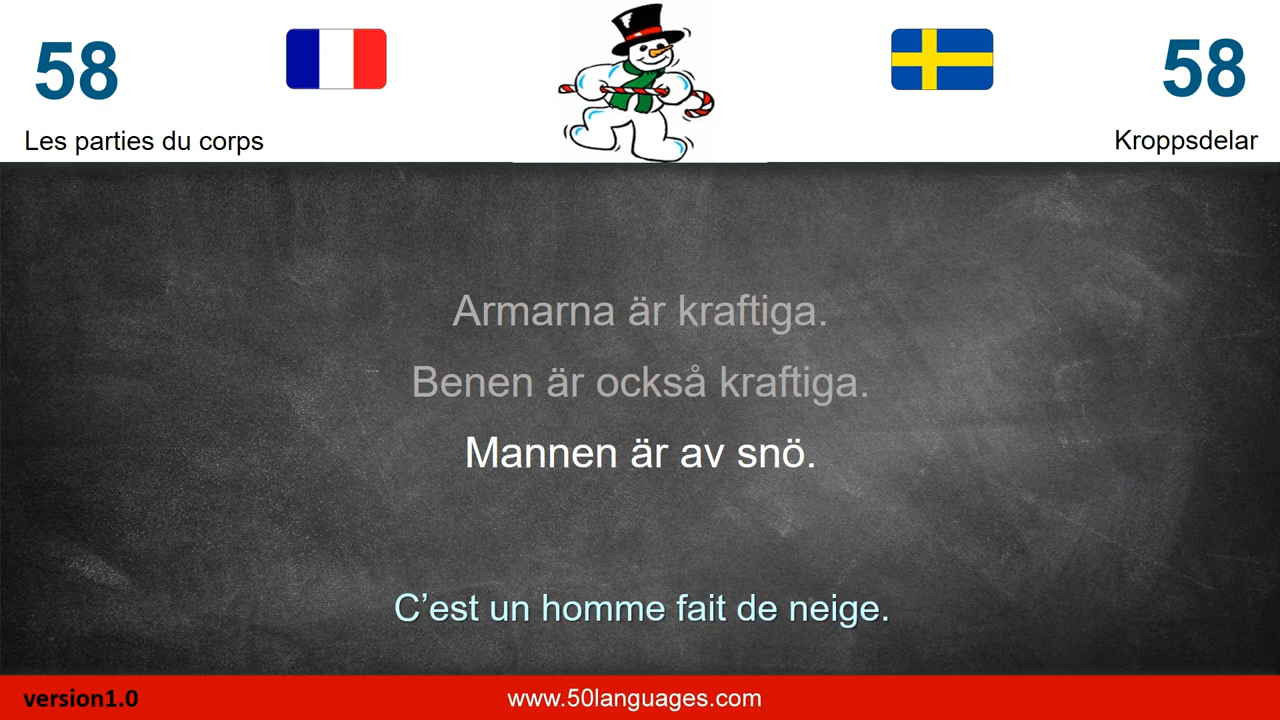 58
58
Les parties du corps
Kroppsdelar
Armarna är kraftiga.
Benen är också kraftiga.
Mannen är av snö.
C’est un homme fait de neige.
version1.0
www.50languages.com